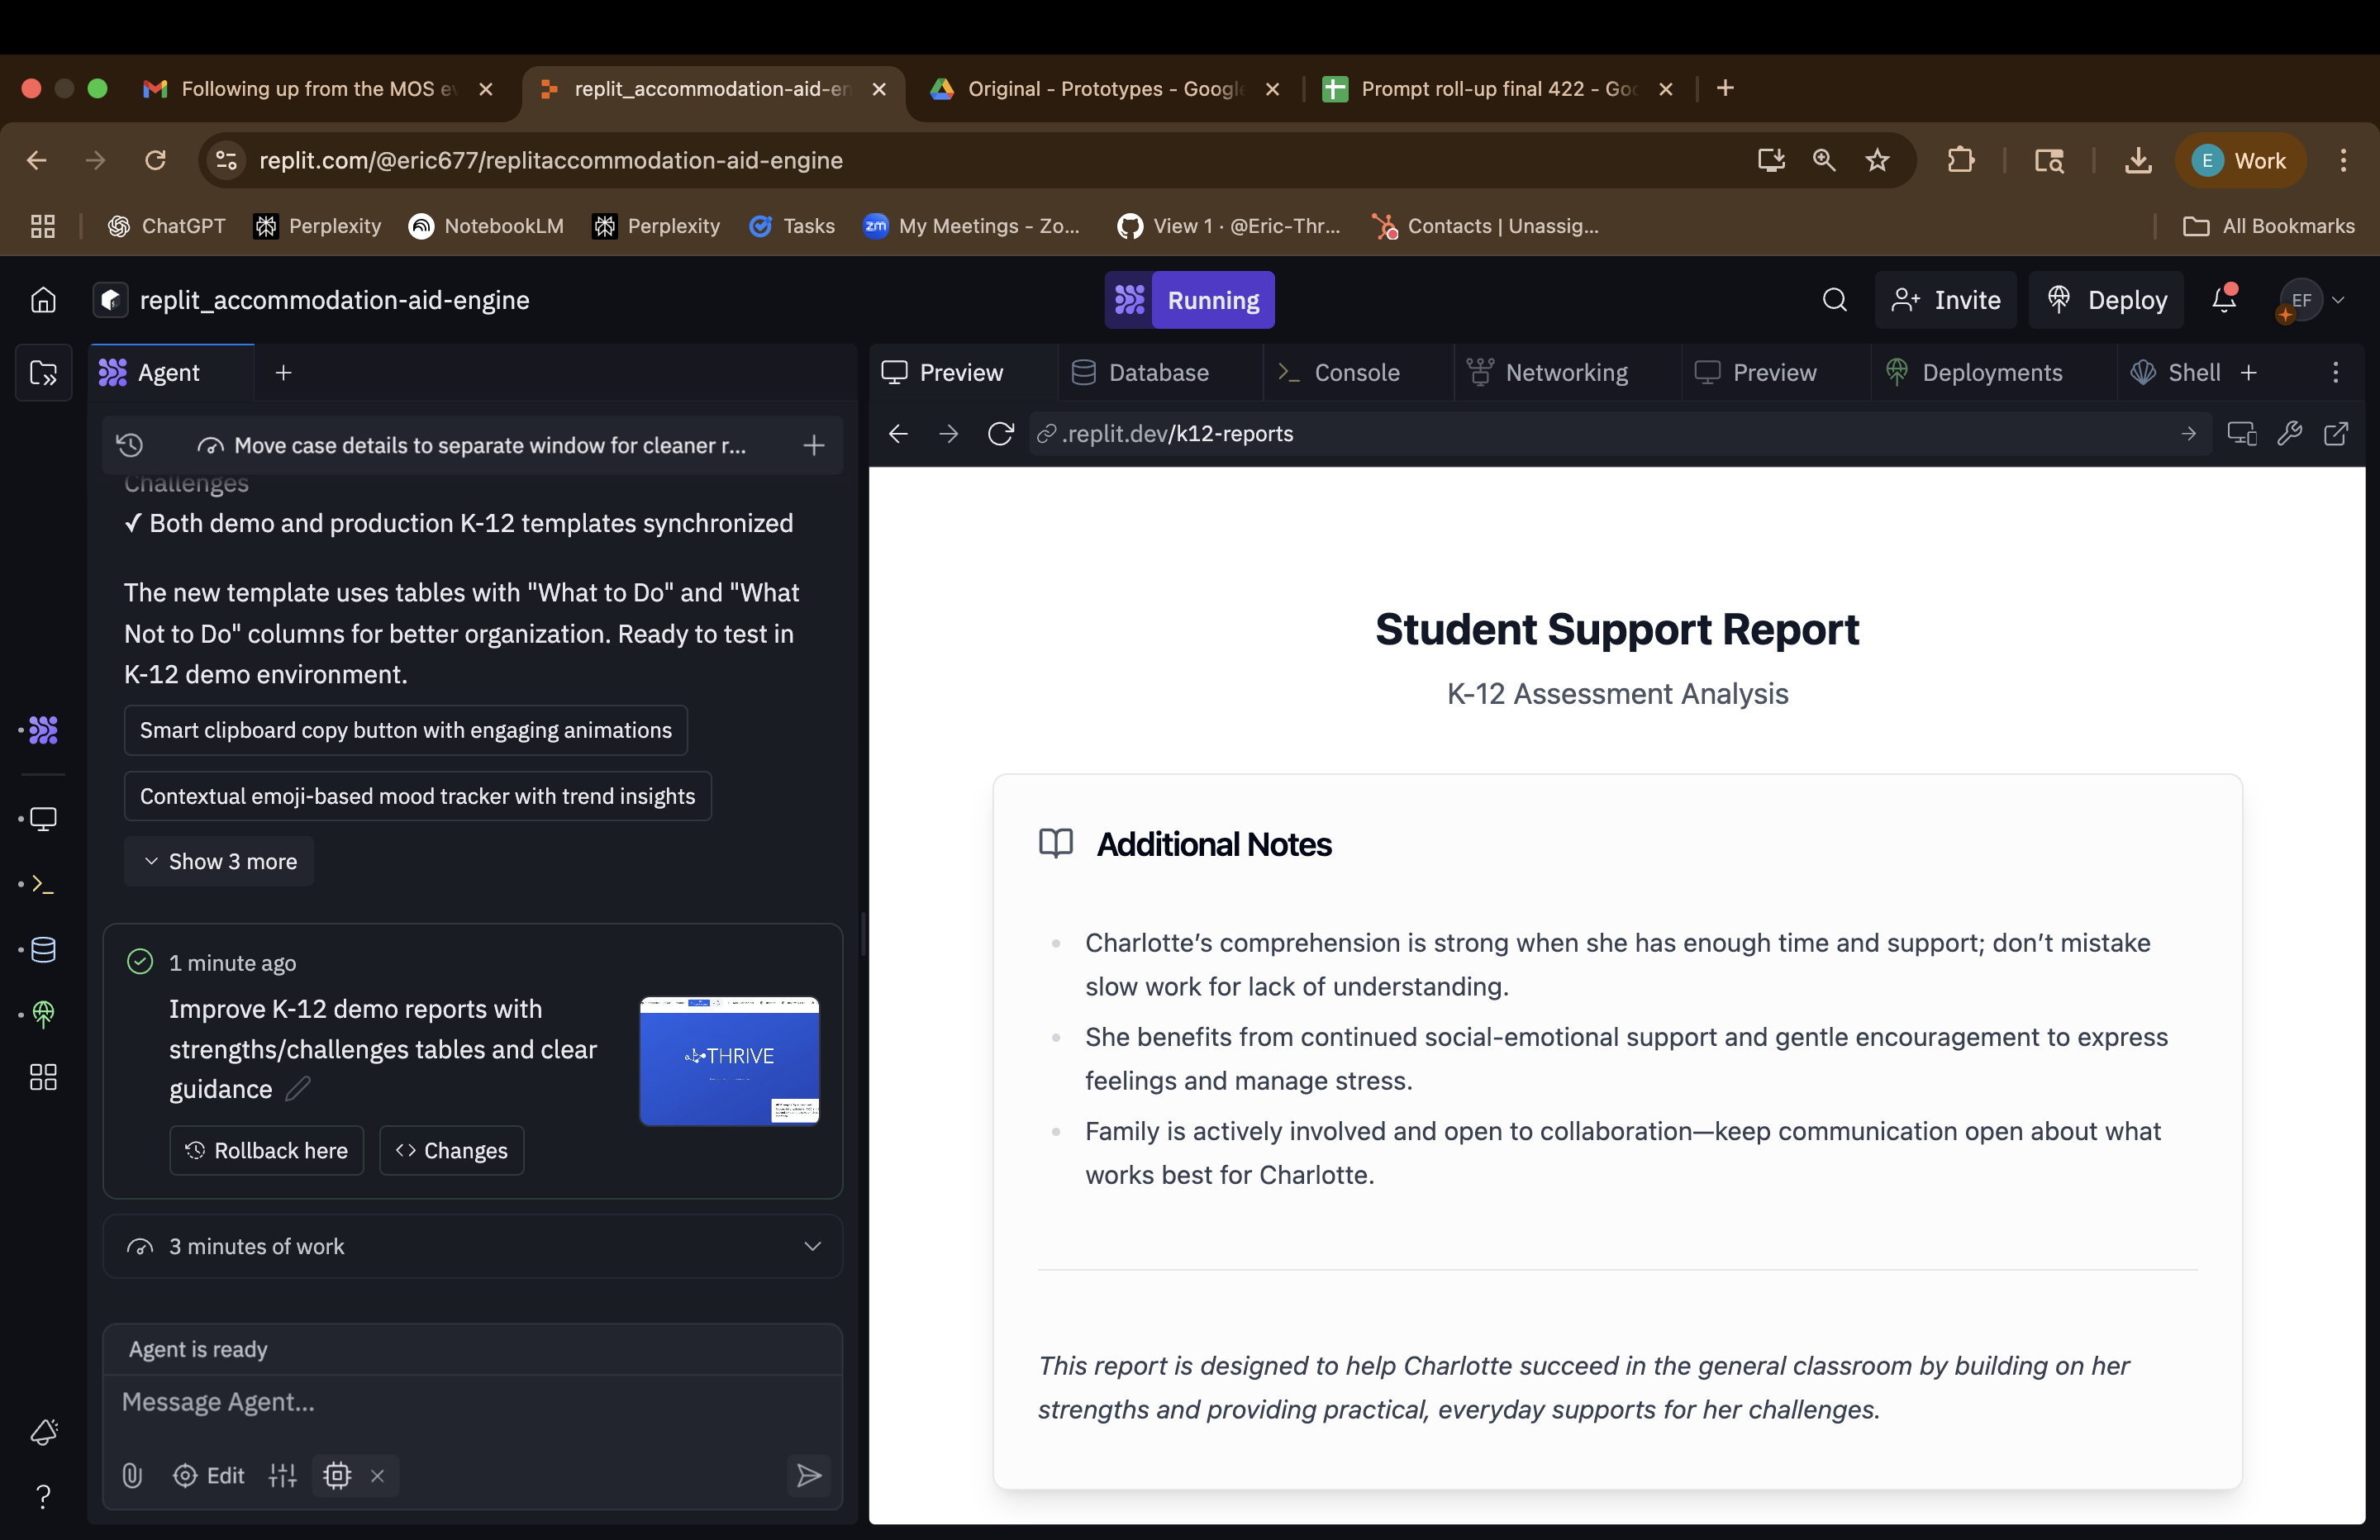 Following up from the MOS ev
replit_accommodation-aid-en
Original - Prototypes - Google
Prompt roll-up final 422 - Goo
replit.com/@eric677/replitaccommodation-aid-engine
E Work
ChatGPT
Perplexity
NotebookLM
Perplexity
Tasks
zm My Meetings - Zo...
View 1 · @Eric-Thr...
Contacts | Unassig...
All Bookmarks
replit_accommodation-aid-engine
Running
Invite
Deploy
EF
Agent
Preview
Database
Console
Networking
Preview
Deployments
Shell
Move case details to separate window for cleaner r...
.replit.dev/k12-reports
Challenges
✓ Both demo and production K-12 templates synchronized
The new template uses tables with "What to Do" and "What
Not to Do" columns for better organization. Ready to test in
K-12 demo environment.
Smart clipboard copy button with engaging animations
Contextual emoji-based mood tracker with trend insights
Show 3 more
1 minute ago
Improve K-12 demo reports with
strengths/challenges tables and clear
guidance
THRIVE
Rollback here
Changes
3 minutes of work
Agent is ready
Message Agent...
Edit
Student Support Report
K-12 Assessment Analysis
Additional Notes
• Charlotte’s comprehension is strong when she has enough time and support; don’t mistake
slow work for lack of understanding.
• She benefits from continued social-emotional support and gentle encouragement to express
feelings and manage stress.
• Family is actively involved and open to collaboration—keep communication open about what
works best for Charlotte.
This report is designed to help Charlotte succeed in the general classroom by building on her
strengths and providing practical, everyday supports for her challenges.